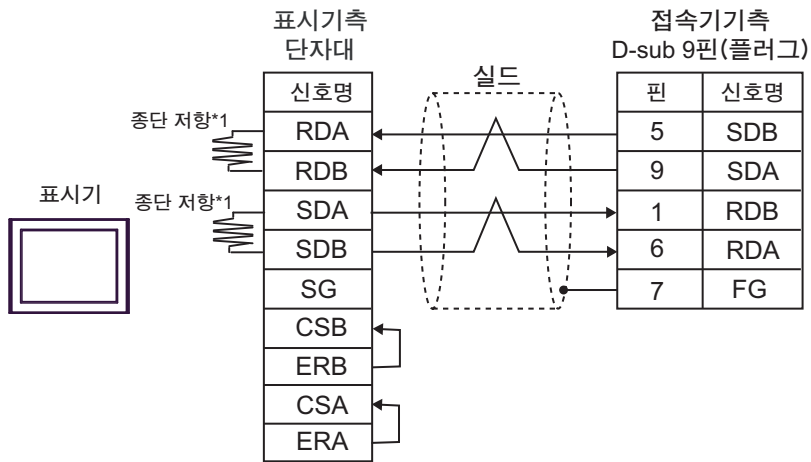 표시기측
단자대
접속기기측
D-sub 9핀(플러그)
실드
신호명
핀 신호명
종단 저항*1
RDA
5 SDB
RDB
9 SDA
표시기
종단 저항*1
SDA
1 RDB
SDB
6 RDA
SG
7 FG
CSB
ERB
CSA
ERA